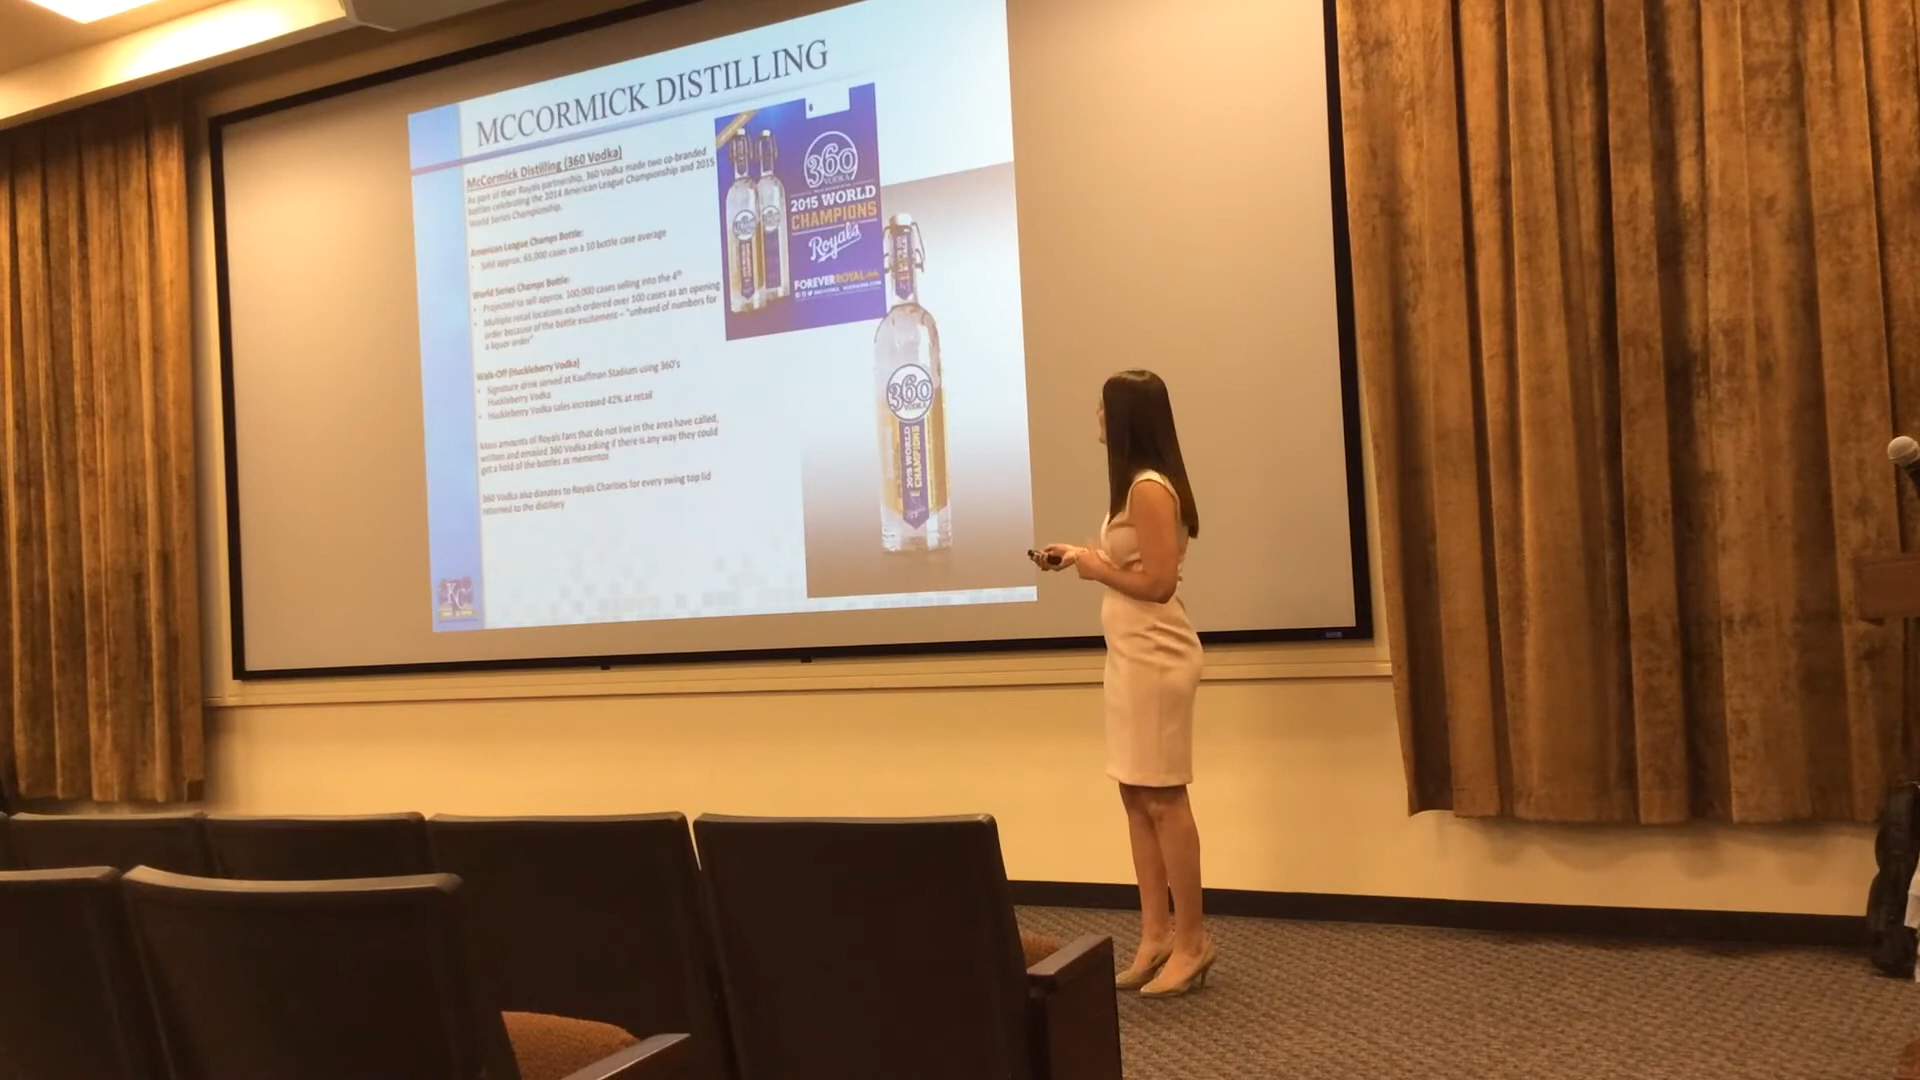 MCCORMICK DISTILLING
McCormick Distilling (360 Vodka)
As part of their Royals partnership, 360 Vodka made two co-branded
bottles celebrating the 2014 American League Championship and 2015
World Series Championship.
American League Champs Bottle:
• Sold approx. 65,000 cases on a 10 bottle case average
World Series Champs Bottle:
• Projected to sell approx. 100,000 cases selling into the 4th
• Multiple retail locations each ordered over 100 cases as an opening
order because of the bottle excitement – "unheard of numbers for
a liquor order"
Walk-Off (Huckleberry Vodka)
• Signature drink served at Kauffman Stadium using 360's
Huckleberry Vodka
• Huckleberry Vodka sales increased 42% at retail
Mass amounts of Royals fans that do not live in the area have called,
written and emailed 360 Vodka asking if there is any way they could
get a hold of the bottles as mementos
360 Vodka also donates to Royals Charities for every swing top lid
returned to the distillery
360
VODKA
2015 WORLD
CHAMPIONS
Royals
FOREVERROYAL
360
VODKA
2015 WORLD
CHAMPIONS
KC